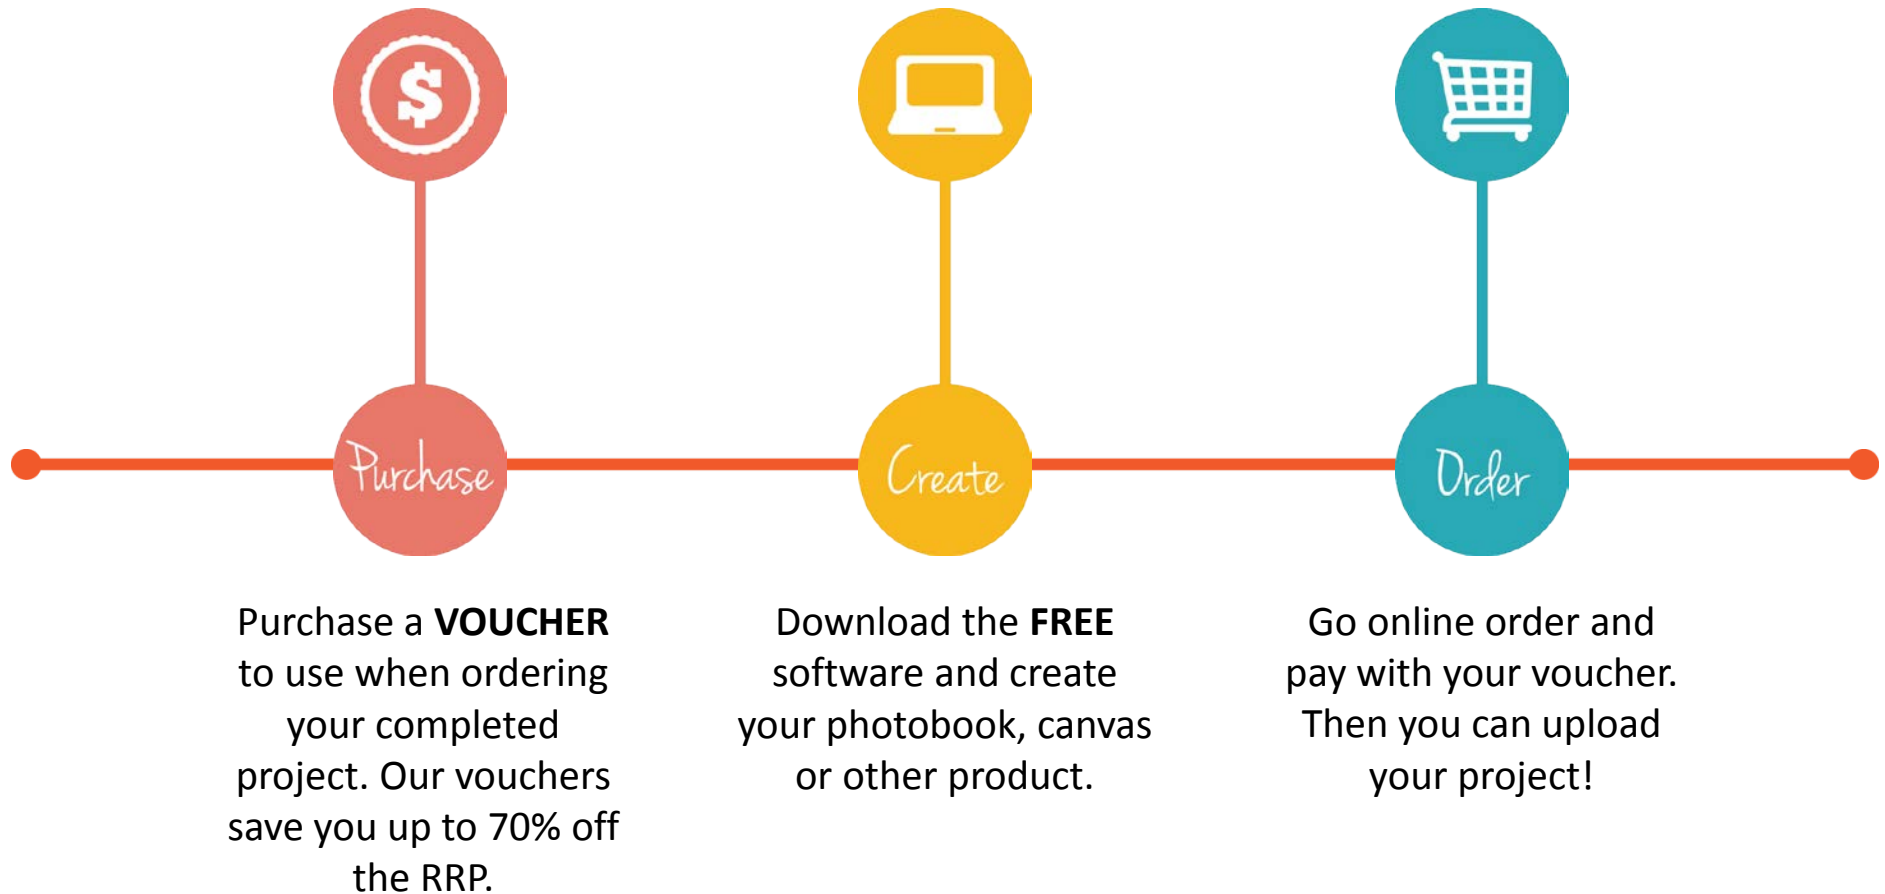 $
Purchase
Create
Order
Purchase a VOUCHER
to use when ordering
your completed
project. Our vouchers
save you up to 70% off
the RRP.
Download the FREE
software and create
your photobook, canvas
or other product.
Go online order and
pay with your voucher.
Then you can upload
your project!